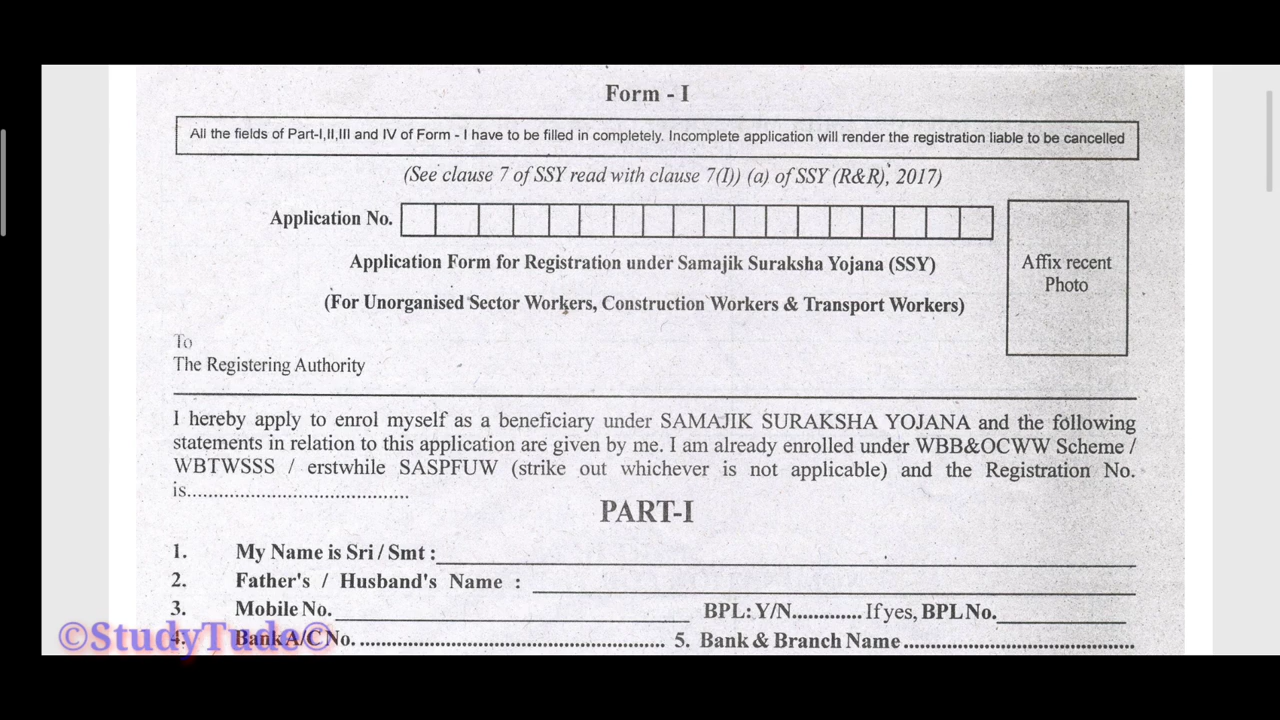 Form - I
All the fields of Part-I,II,III and IV of Form - I have to be filled in completely. Incomplete application will render the registration liable to be cancelled
(See clause 7 of SSY read with clause 7(I)) (a) of SSY (R&R), 2017)
Application No.
Application Form for Registration under Samajik Suraksha Yojana (SSY)
(For Unorganised Sector Workers, Construction Workers & Transport Workers)
Affix recent
Photo
To
The Registering Authority
I hereby apply to enrol myself as a beneficiary under SAMAJIK SURAKSHA YOJANA and the following
statements in relation to this application are given by me. I am already enrolled under WBB&OCWW Scheme /
WBTWSSS / erstwhile SASPFUW (strike out whichever is not applicable) and the Registration No.
is.......................................
PART-I
1. My Name is Sri / Smt :
2. Father's / Husband's Name :
3. Mobile No. BPL: Y/N............. If yes, BPL No.
4. Bank A/C No. ................................................ 5. Bank & Branch Name ....................................
©StudyTude©